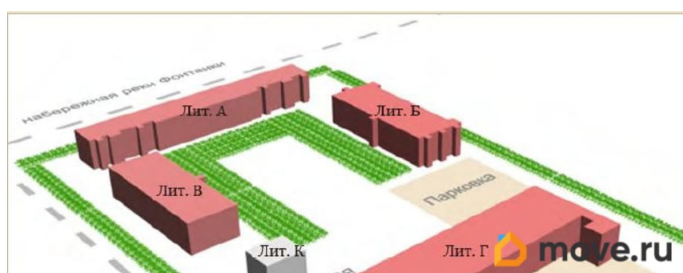 набережная реки Фонтанки
Лит. А
Лит. Б
Лит. В
Парковка
Лит. К
Лит. Г
move.ru